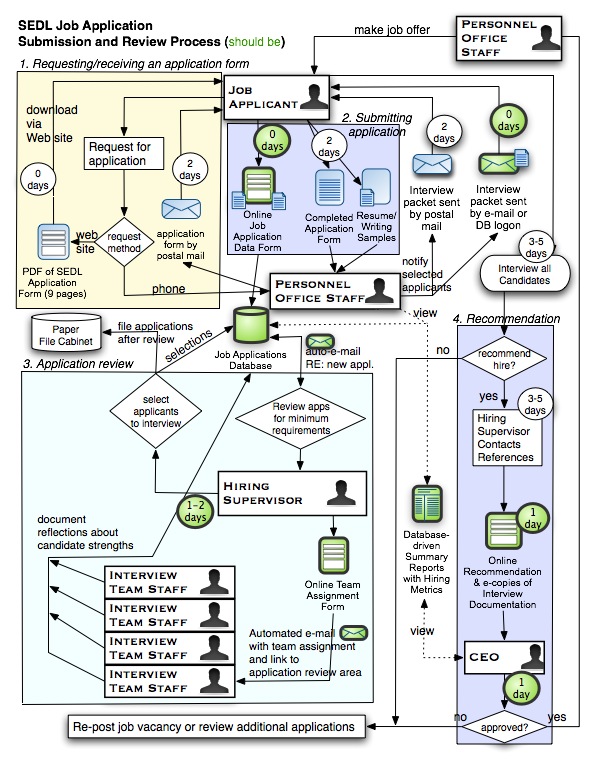 SEDL Job Application
Submission and Review Process (should be)
PERSONNEL
OFFICE
STAFF
make job offer
1. Requesting/receiving an application form
JOB
APPLICANT
download
via
Web site
0
days
Request for
application
2
days
request
method
web
site
PDF of SEDL
Application
Form (9 pages)
application
form by
postal mail
phone
2. Submitting
application
0
days
2
days
Online
Job
Application
Data Form
Completed
Application
Form
Resume/
Writing
Samples
2
days
0
days
Interview
packet sent
by postal
mail
Interview
packet sent
by e-mail or
DB logon
3-5
days
Interview all
Candidates
PERSONNEL
OFFICE STAFF
notify
selected
applicants
view
Paper
File Cabinet
file applications
after review
selections
Job Applications
Database
auto-e-mail
RE: new appl.
3. Application review
select
applicants
to interview
Review apps
for minimum
requirements
HIRING
SUPERVISOR
1-2
days
document
reflections about
candidate strengths
INTERVIEW
TEAM STAFF
INTERVIEW
TEAM STAFF
INTERVIEW
TEAM STAFF
INTERVIEW
TEAM STAFF
Online Team
Assignment
Form
Automated e-mail
with team assignment
and link to
application review area
Database-
driven
Summary
Reports
with Hiring
Metrics
view
4. Recommendation
no
recommend
hire?
yes
3-5
days
Hiring
Supervisor
Contacts
References
1
day
Online
Recommendation
& e-copies of
Interview
Documentation
CEO
1
day
no
approved?
yes
Re-post job vacancy or review additional applications